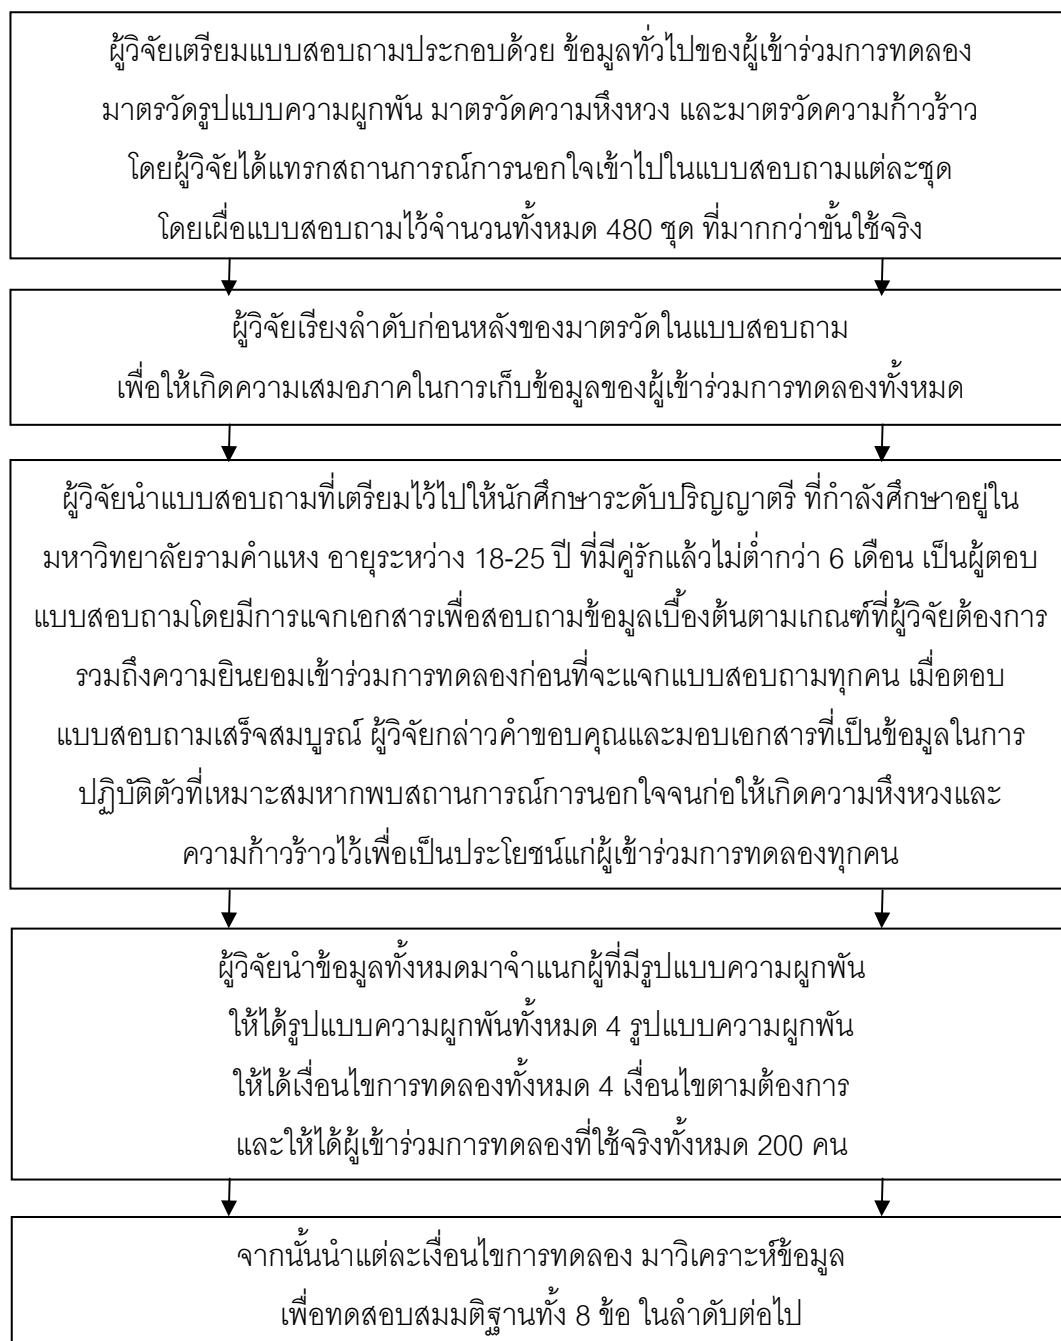 ผู้วิจัยเตรียมแบบสอบถามประกอบด้วย ข้อมูลทั่วไปของผู้เข้าร่วมการทดลอง
มาตรวัดรูปแบบความผูกพัน มาตรวัดความหึงหวง และมาตรวัดความก้าวร้าว
โดยผู้วิจัยได้แทรกสถานการณ์การนอกใจเข้าไปในแบบสอบถามแต่ละชุด
โดยเผื่อแบบสอบถามไว้จำนวนทั้งหมด 480 ชุด ที่มากกว่าขั้นใช้จริง
ผู้วิจัยเรียงลำดับก่อนหลังของมาตรวัดในแบบสอบถาม
เพื่อให้เกิดความเสมอภาคในการเก็บข้อมูลของผู้เข้าร่วมการทดลองทั้งหมด
ผู้วิจัยนำแบบสอบถามที่เตรียมไว้ไปให้นักศึกษาระดับปริญญาตรี ที่กำลังศึกษาอยู่ใน
มหาวิทยาลัยรามคำแหง อายุระหว่าง 18-25 ปี ที่มีคู่รักแล้วไม่ต่ำกว่า 6 เดือน เป็นผู้ตอบ
แบบสอบถามโดยมีการแจกเอกสารเพื่อสอบถามข้อมูลเบื้องต้นตามเกณฑ์ที่ผู้วิจัยต้องการ
รวมถึงความยินยอมเข้าร่วมการทดลองก่อนที่จะแจกแบบสอบถามทุกคน เมื่อตอบ
แบบสอบถามเสร็จสมบูรณ์ ผู้วิจัยกล่าวคำขอบคุณและมอบเอกสารที่เป็นข้อมูลในการ
ปฏิบัติตัวที่เหมาะสมหากพบสถานการณ์การนอกใจจนก่อให้เกิดความหึงหวงและ
ความก้าวร้าวไว้เพื่อเป็นประโยชน์แก่ผู้เข้าร่วมการทดลองทุกคน
ผู้วิจัยนำข้อมูลทั้งหมดมาจำแนกผู้ที่มีรูปแบบความผูกพัน
ให้ได้รูปแบบความผูกพันทั้งหมด 4 รูปแบบความผูกพัน
ให้ได้เงื่อนไขการทดลองทั้งหมด 4 เงื่อนไขตามต้องการ
และให้ได้ผู้เข้าร่วมการทดลองที่ใช้จริงทั้งหมด 200 คน
จากนั้นนำแต่ละเงื่อนไขการทดลอง มาวิเคราะห์ข้อมูล
เพื่อทดสอบสมมติฐานทั้ง 8 ข้อ ในลำดับต่อไป